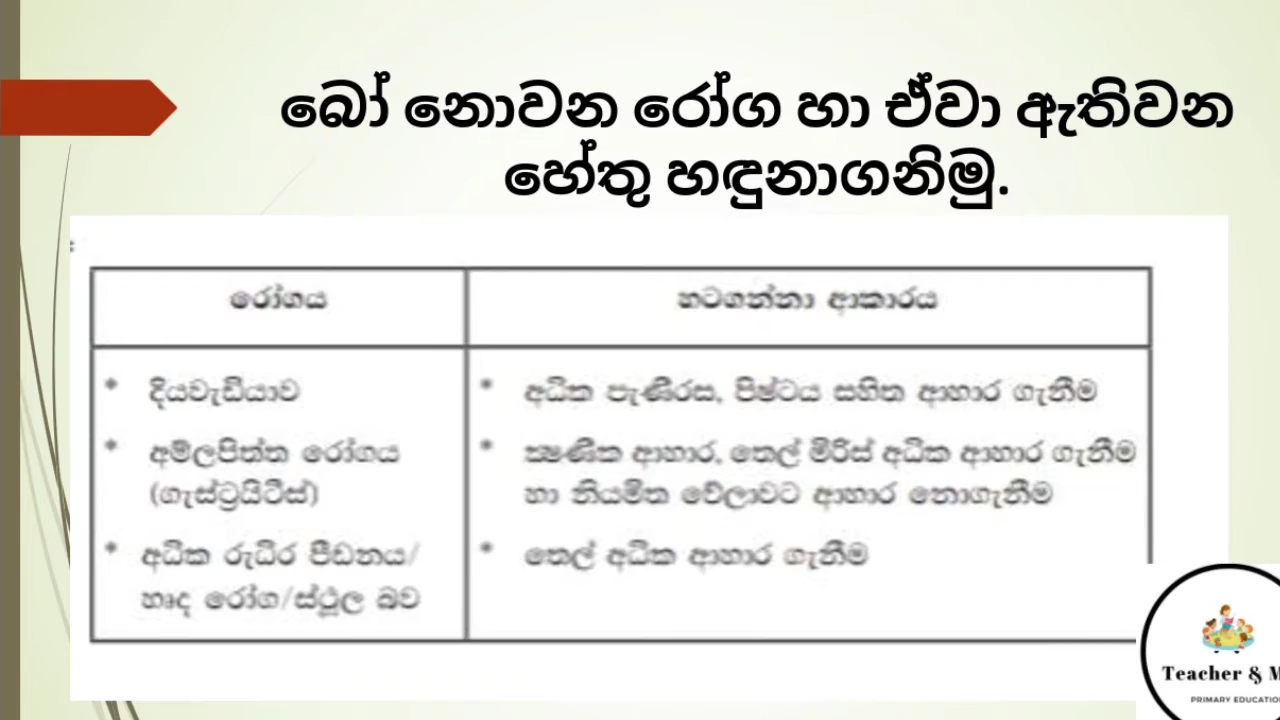 බෝ නොවන රෝග හා ඒවා ඇතිවන
හේතු හඳුනාගනිමු.
රෝගය
හටගන්නා ආකාරය
* දියවැඩියාව
* අධික පැණිරස, පිෂ්ටය සහිත ආහාර ගැනීම
* අම්ලපිත්ත රෝගය
(ගැස්ට්‍රයිටිස්)
* ක්‍ෂණික ආහාර, තෙල් මිරිස් අධික ආහාර ගැනීම
හා නියමිත වේලාවට ආහාර නොගැනීම
* අධික රුධිර පීඩනය/
හෘද රෝග/ස්ථූල බව
* තෙල් අධික ආහාර ගැනීම
Teacher & M
PRIMARY EDUCATIO